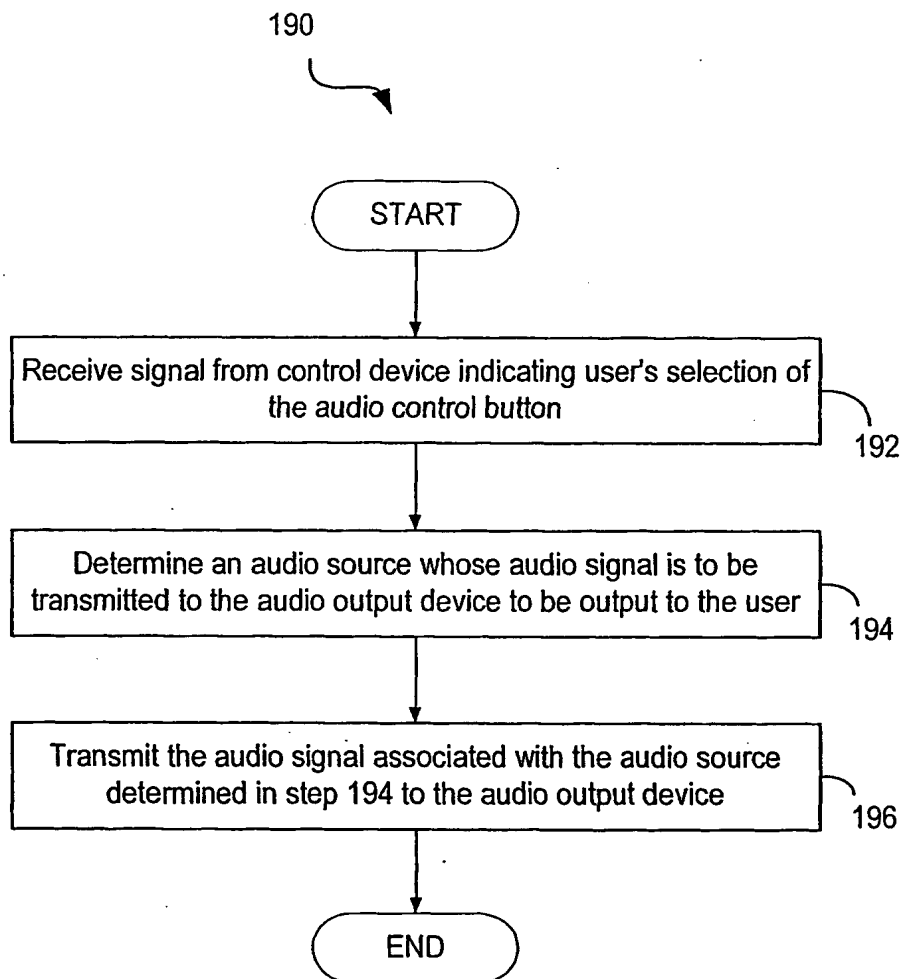 190
START
Receive signal from control device indicating user's selection of
the audio control button
192
Determine an audio source whose audio signal is to be
transmitted to the audio output device to be output to the user
194
Transmit the audio signal associated with the audio source
determined in step 194 to the audio output device
196
END